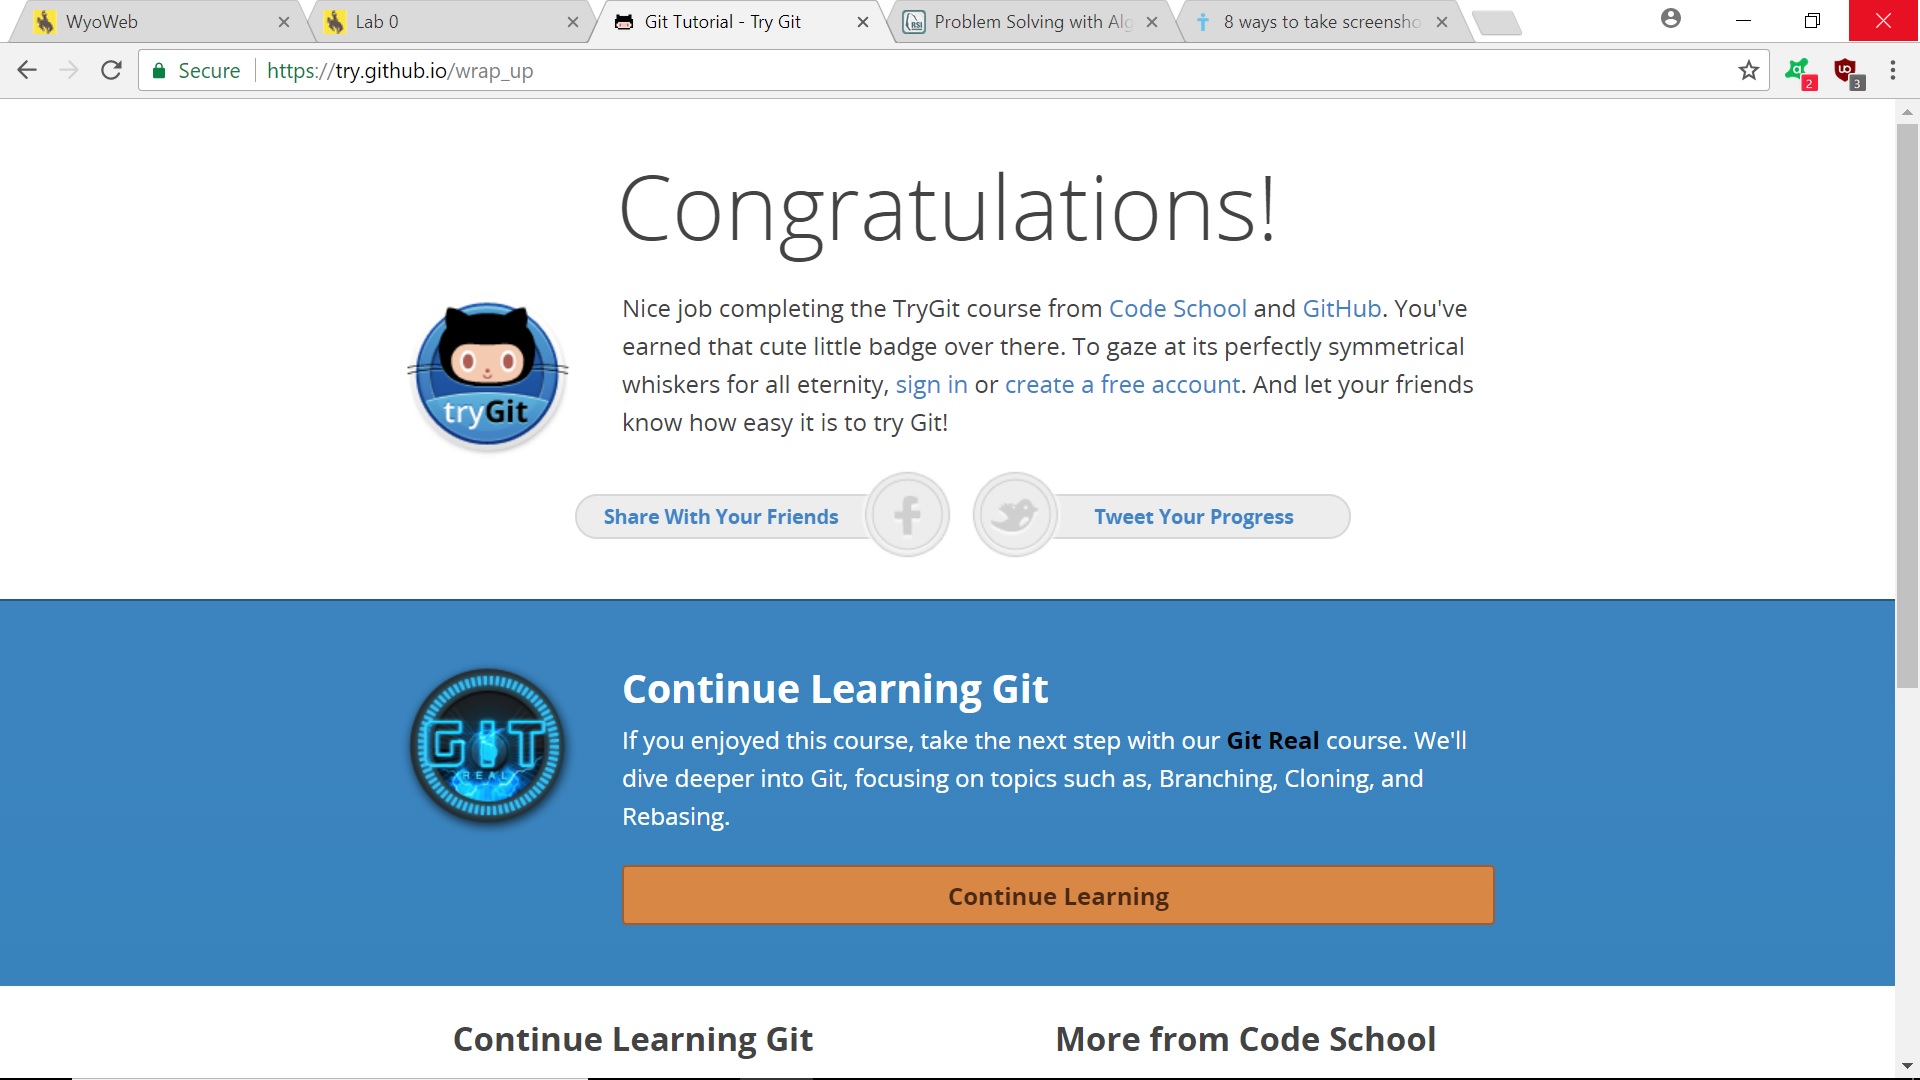 WyoWeb
Lab 0
Git Tutorial - Try Git
Problem Solving with Alg
8 ways to take screensho
Secure
https://try.github.io/wrap_up
2
3
Congratulations!
Nice job completing the TryGit course from Code School and GitHub. You've
earned that cute little badge over there. To gaze at its perfectly symmetrical
whiskers for all eternity, sign in or create a free account. And let your friends
know how easy it is to try Git!
tryGit
Share With Your Friends
Tweet Your Progress
GIT
REAL
Continue Learning Git
If you enjoyed this course, take the next step with our Git Real course. We'll
dive deeper into Git, focusing on topics such as, Branching, Cloning, and
Rebasing.
Continue Learning
Continue Learning Git
More from Code School